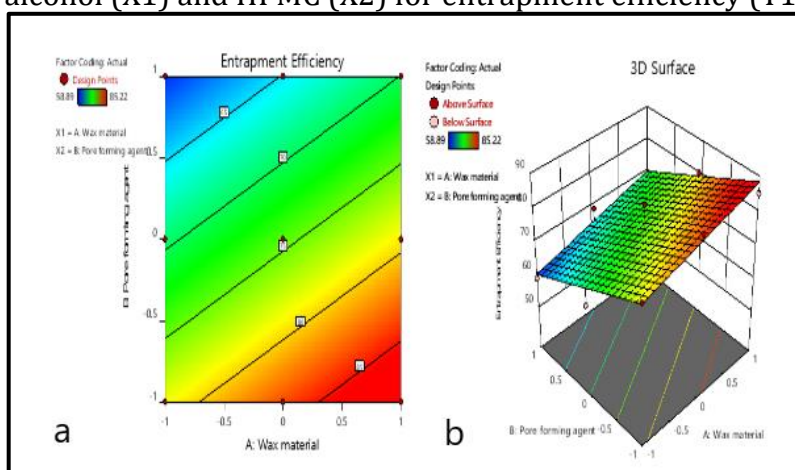 alcohol (X1) and HPMC (X2) for entrapment efficiency (Y1
Factor Coding: Actual
Design Points
58.89 85.22
X1 = A: Wax material
X2 = B: Pore forming agent
Entrapment Efficiency
1
0.5
0
-0.5
-1
B: Pore forming agent
-1 -0.5 0 0.5 1
A: Wax material
a
Factor Coding: Actual
Design Points:
Above Surface
Below Surface
58.89 85.22
X1 = A: Wax material
X2 = B: Pore forming agent
3D Surface
90
80
70
60
50
Entrapment Efficiency
1
0.5
0
-0.5
-1
B: Pore forming agent
1
0.5
0
-0.5
-1
A: Wax material
b